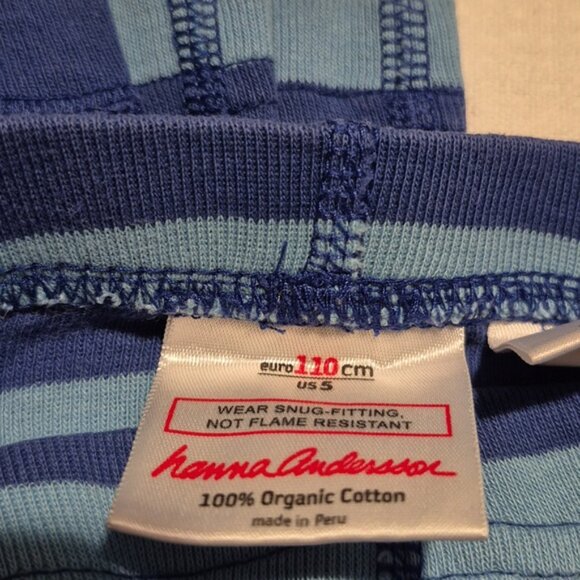 euro 110 cm
US 5
WEAR SNUG-FITTING,
NOT FLAME RESISTANT
hanna Andersson
100% Organic Cotton
made in Peru